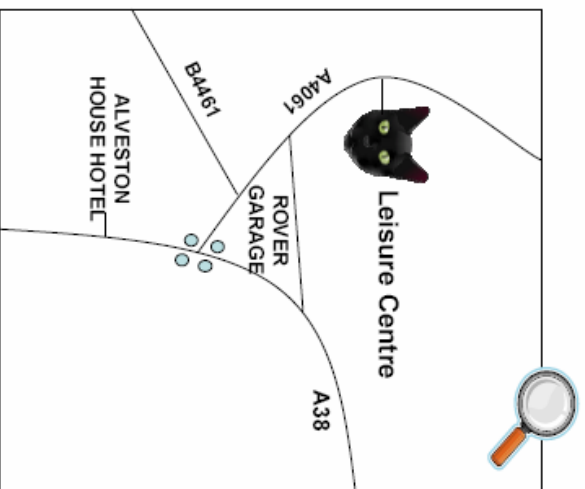 B4461
A4061
ALVESTON
HOUSE HOTEL
ROVER
GARAGE
Leisure Centre
A38